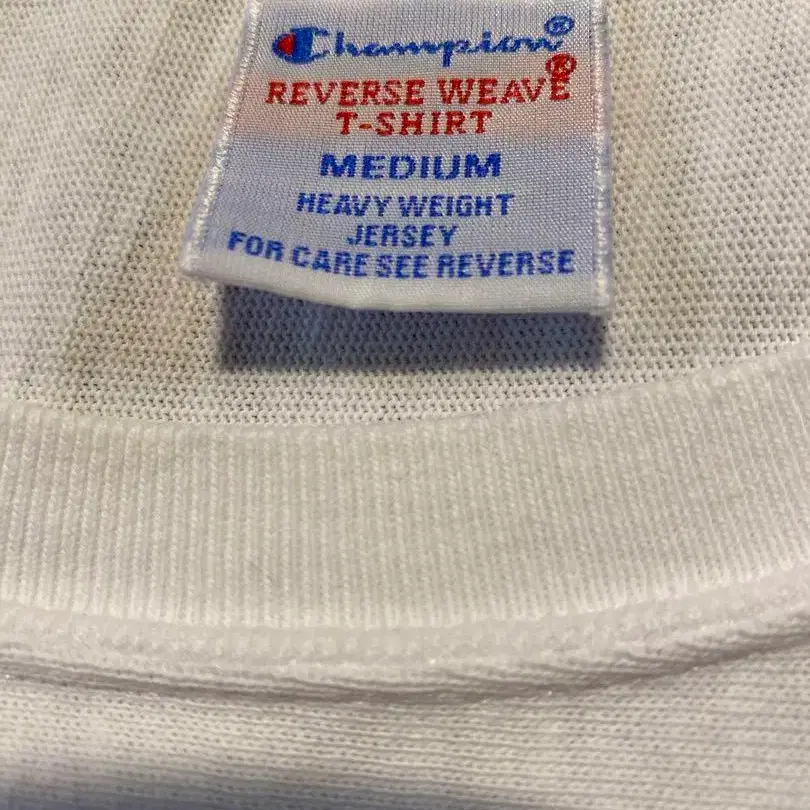 Champion®
REVERSE WEAVE®
T-SHIRT
MEDIUM
HEAVY WEIGHT
JERSEY
FOR CARE SEE REVERSE